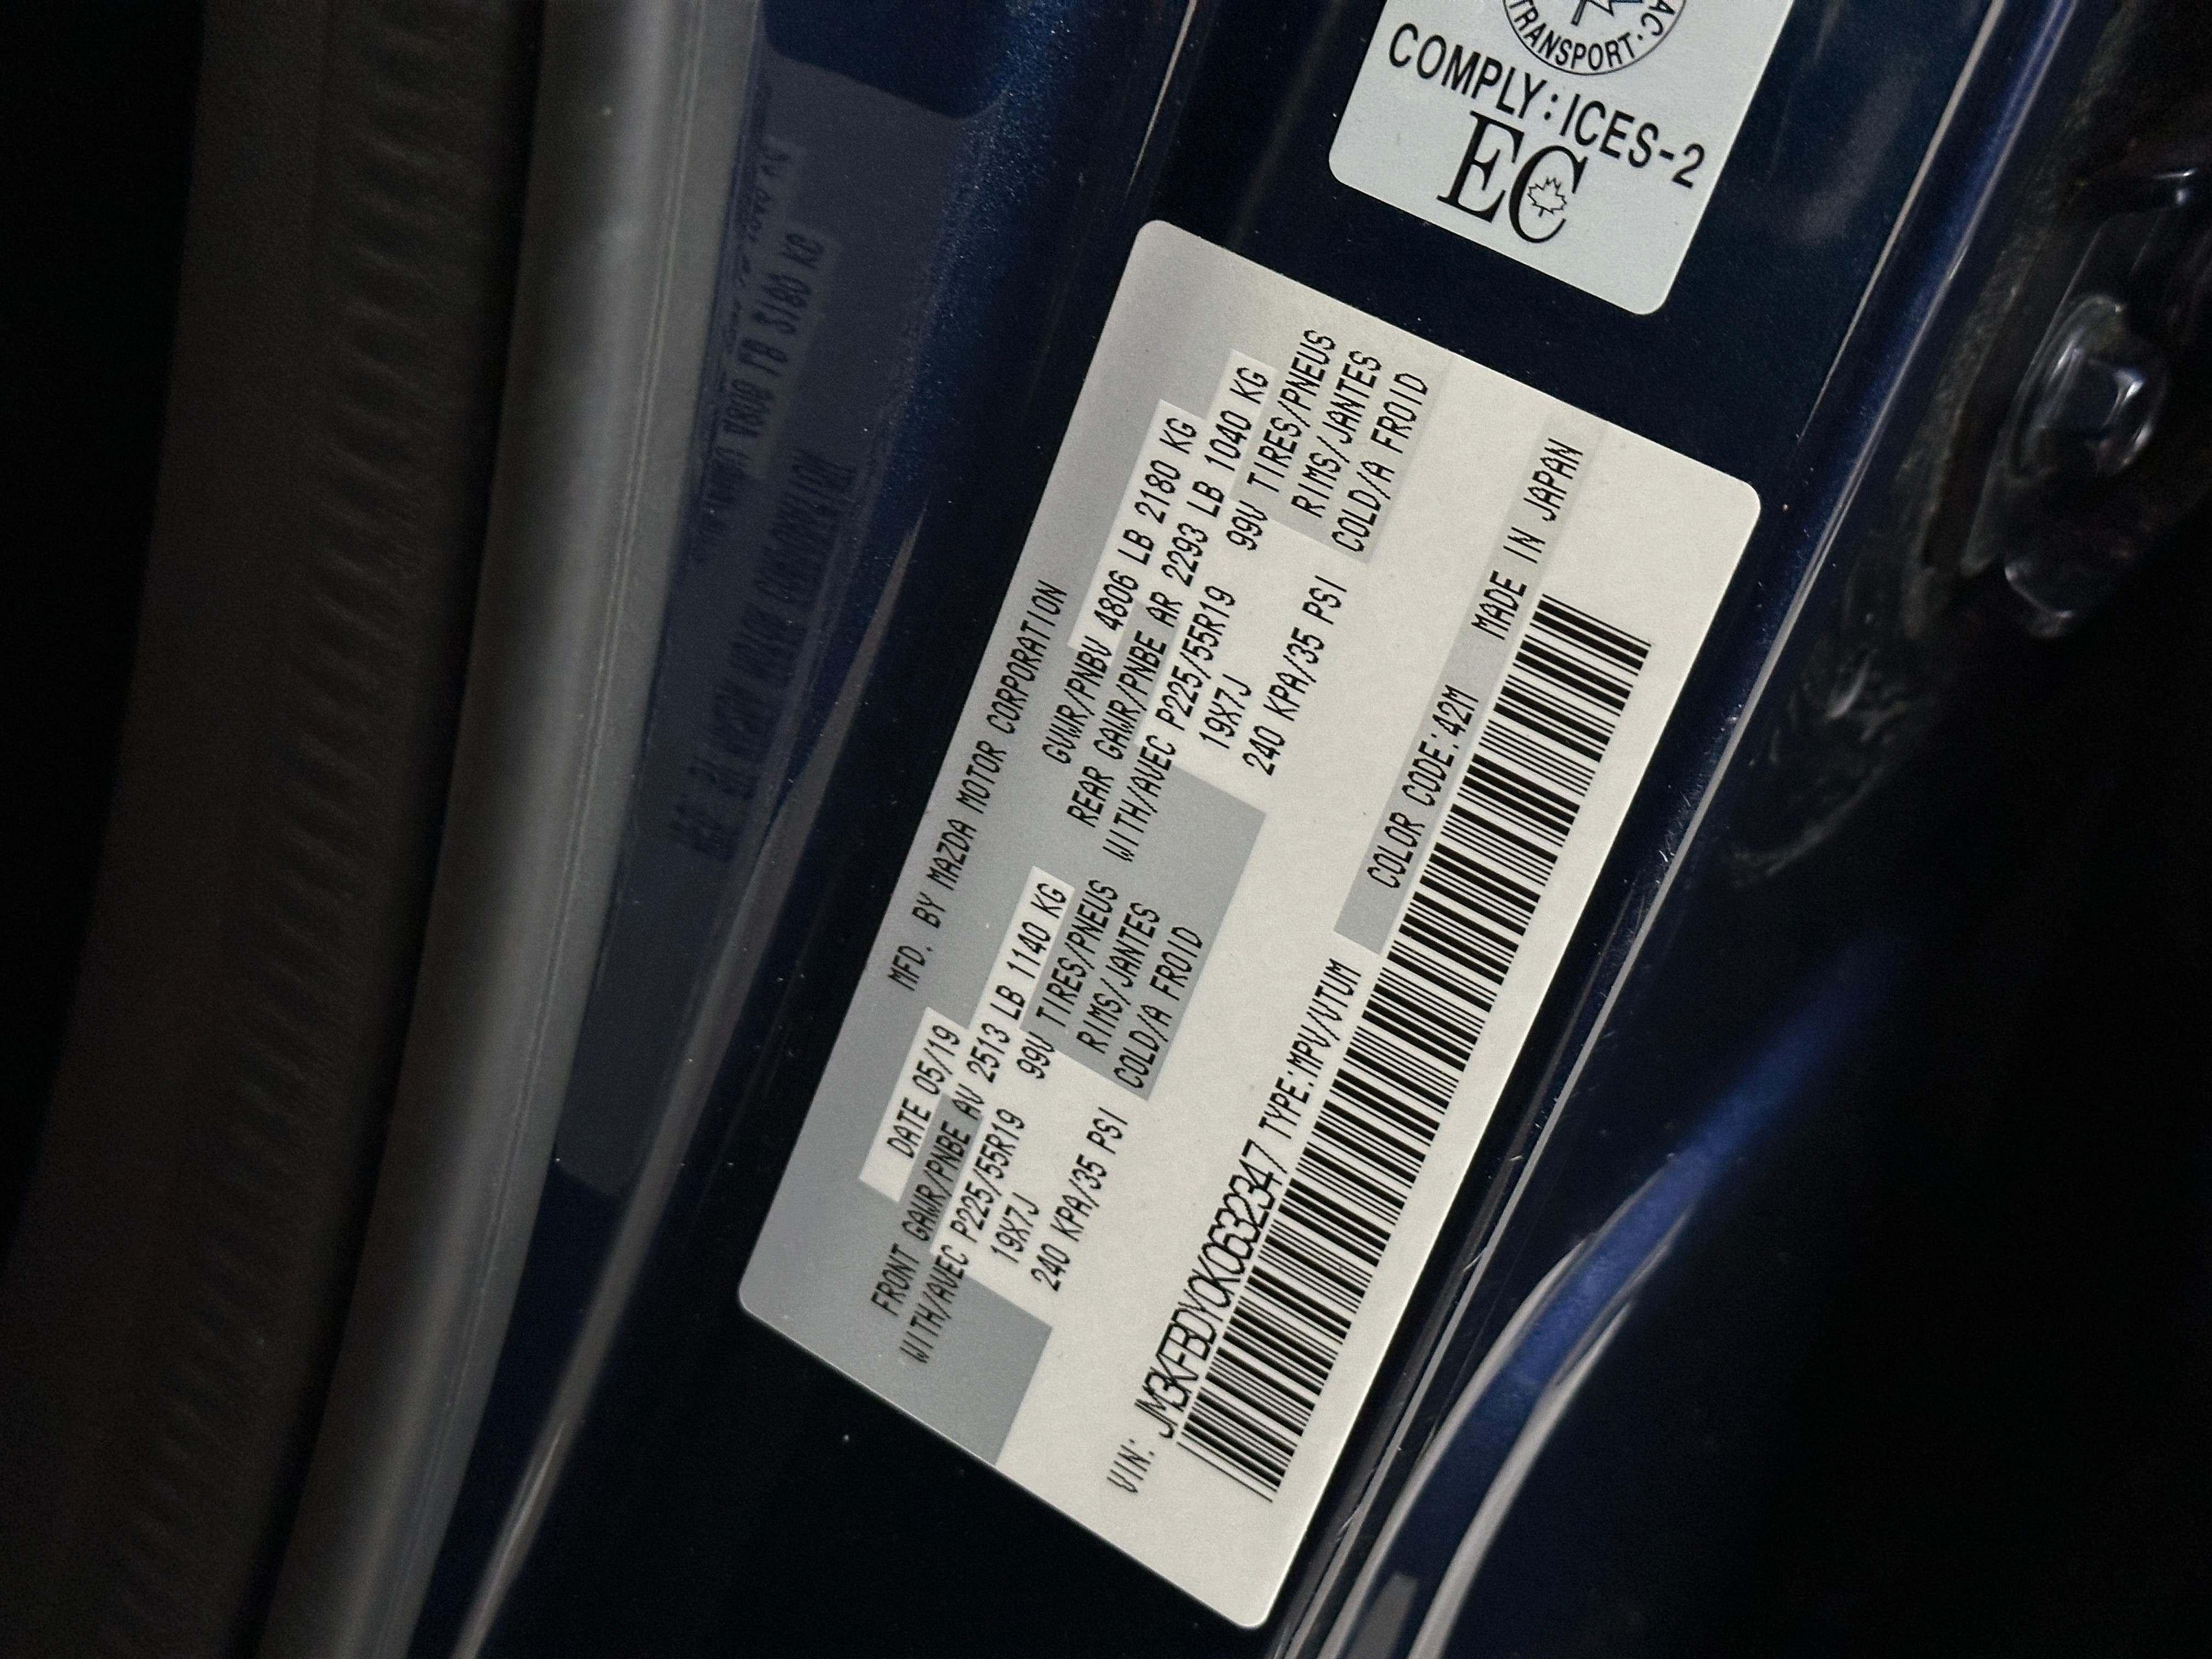 TRANSPORT
COMPLY:ICES-2
EC
MFD. BY MAZDA MOTOR CORPORATION
DATE 05/19 GVWR/PNBV 4806 LB 2180 KG
FRONT GAWR/PNBE AV 2513 LB 1140 KG REAR GAWR/PNBE AR 2293 LB 1040 KG
WITH/AVEC P225/55R19 99V TIRES/PNEUS WITH/AVEC P225/55R19 99V TIRES/PNEUS
19X7J RIMS/JANTES 19X7J RIMS/JANTES
240 KPA/35 PSI COLD/A FROID 240 KPA/35 PSI COLD/A FROID
VIN: JM3KFBDY0K0632347 TYPE:MPV/VTUM COLOR CODE:42M MADE IN JAPAN